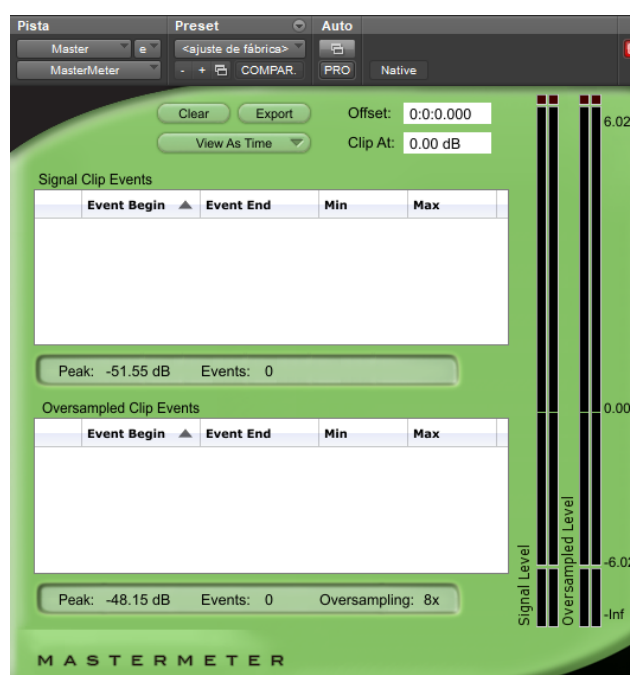 Pista Preset Auto
Master e <ajuste de fábrica>
MasterMeter - + COMPAR. PRO Native
Clear Export Offset: 0:0:0.000
View As Time Clip At: 0.00 dB
6.02
Signal Clip Events
Event Begin Event End Min Max
Peak: -51.55 dB Events: 0
Oversampled Clip Events
0.00
Event Begin Event End Min Max
Signal Level
Oversampled Level
-6.02
Peak: -48.15 dB Events: 0 Oversampling: 8x
-Inf
MASTERMETER